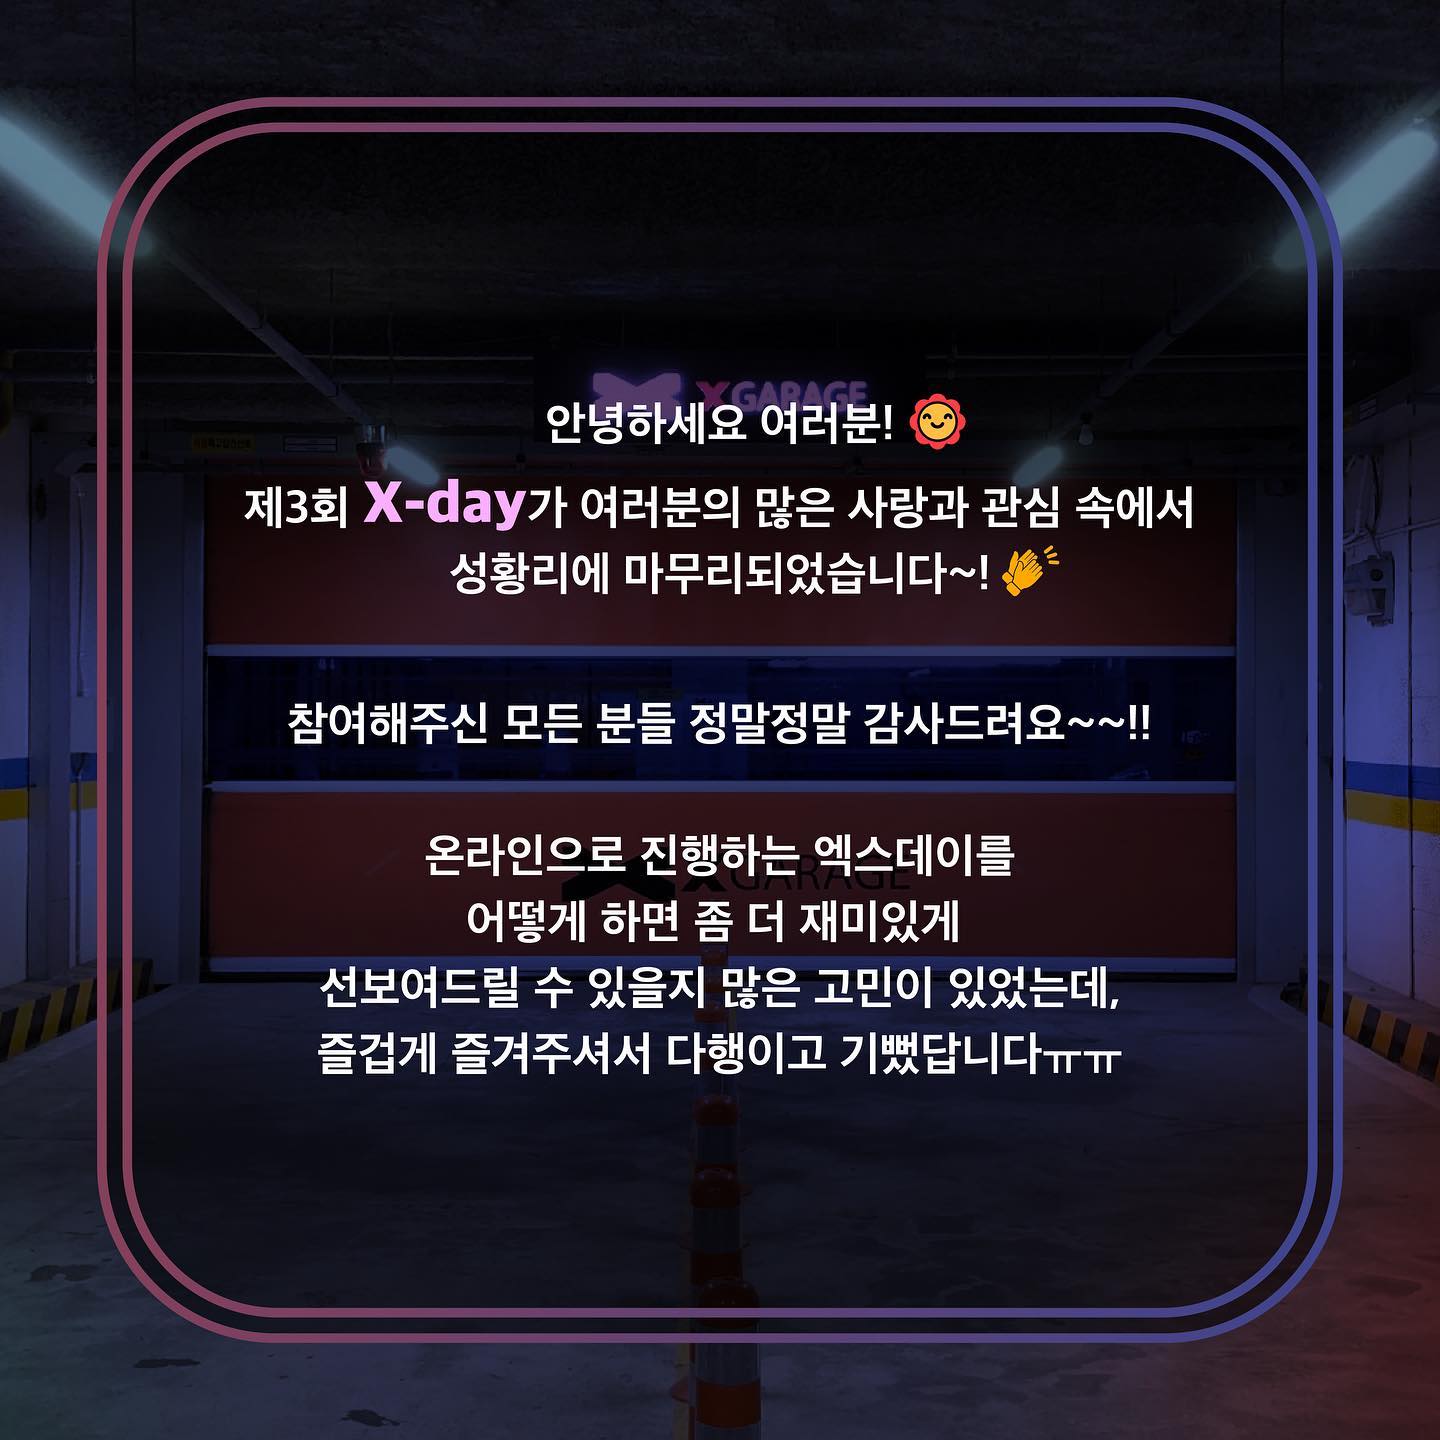 XGARAGE
안녕하세요 여러분!
제3회 X-day가 여러분의 많은 사랑과 관심 속에서
성황리에 마무리되었습니다~!
참여해주신 모든 분들 정말정말 감사드려요~~!!
온라인으로 진행하는 엑스데이를
XGARAGE
어떻게 하면 좀 더 재미있게
선보여드릴 수 있을지 많은 고민이 있었는데,
즐겁게 즐겨주셔서 다행이고 기뻤답니다ㅠㅠ